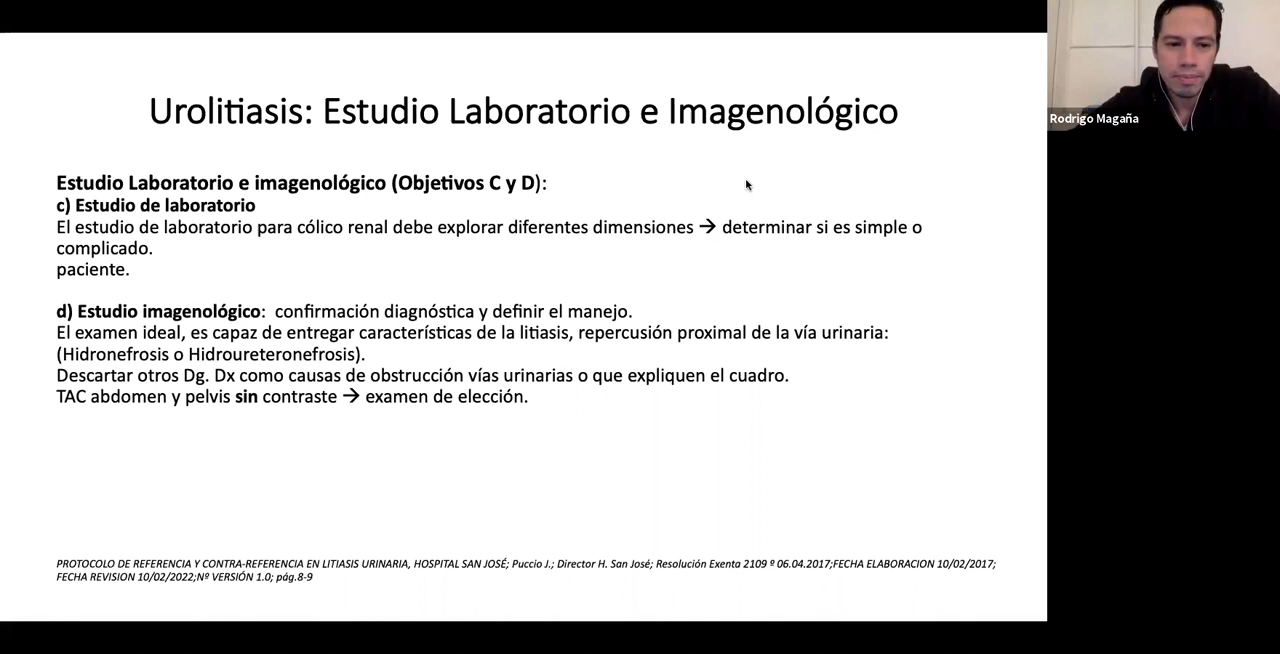 Urolitiasis: Estudio Laboratorio e Imagenológico
Rodrigo Magaña
Estudio Laboratorio e imagenológico (Objetivos C y D):
c) Estudio de laboratorio
El estudio de laboratorio para cólico renal debe explorar diferentes dimensiones → determinar si es simple o
complicado.
paciente.
d) Estudio imagenológico:  confirmación diagnóstica y definir el manejo.
El examen ideal, es capaz de entregar características de la litiasis, repercusión proximal de la vía urinaria:
(Hidronefrosis o Hidroureteronefrosis).
Descartar otros Dg. Dx como causas de obstrucción vías urinarias o que expliquen el cuadro.
TAC abdomen y pelvis sin contraste → examen de elección.
PROTOCOLO DE REFERENCIA Y CONTRA-REFERENCIA EN LITIASIS URINARIA, HOSPITAL SAN JOSÉ; Puccio J.; Director H. San José; Resolución Exenta 2109 º 06.04.2017;FECHA ELABORACION 10/02/2017;
FECHA REVISION 10/02/2022;Nº VERSIÓN 1.0; pág.8-9